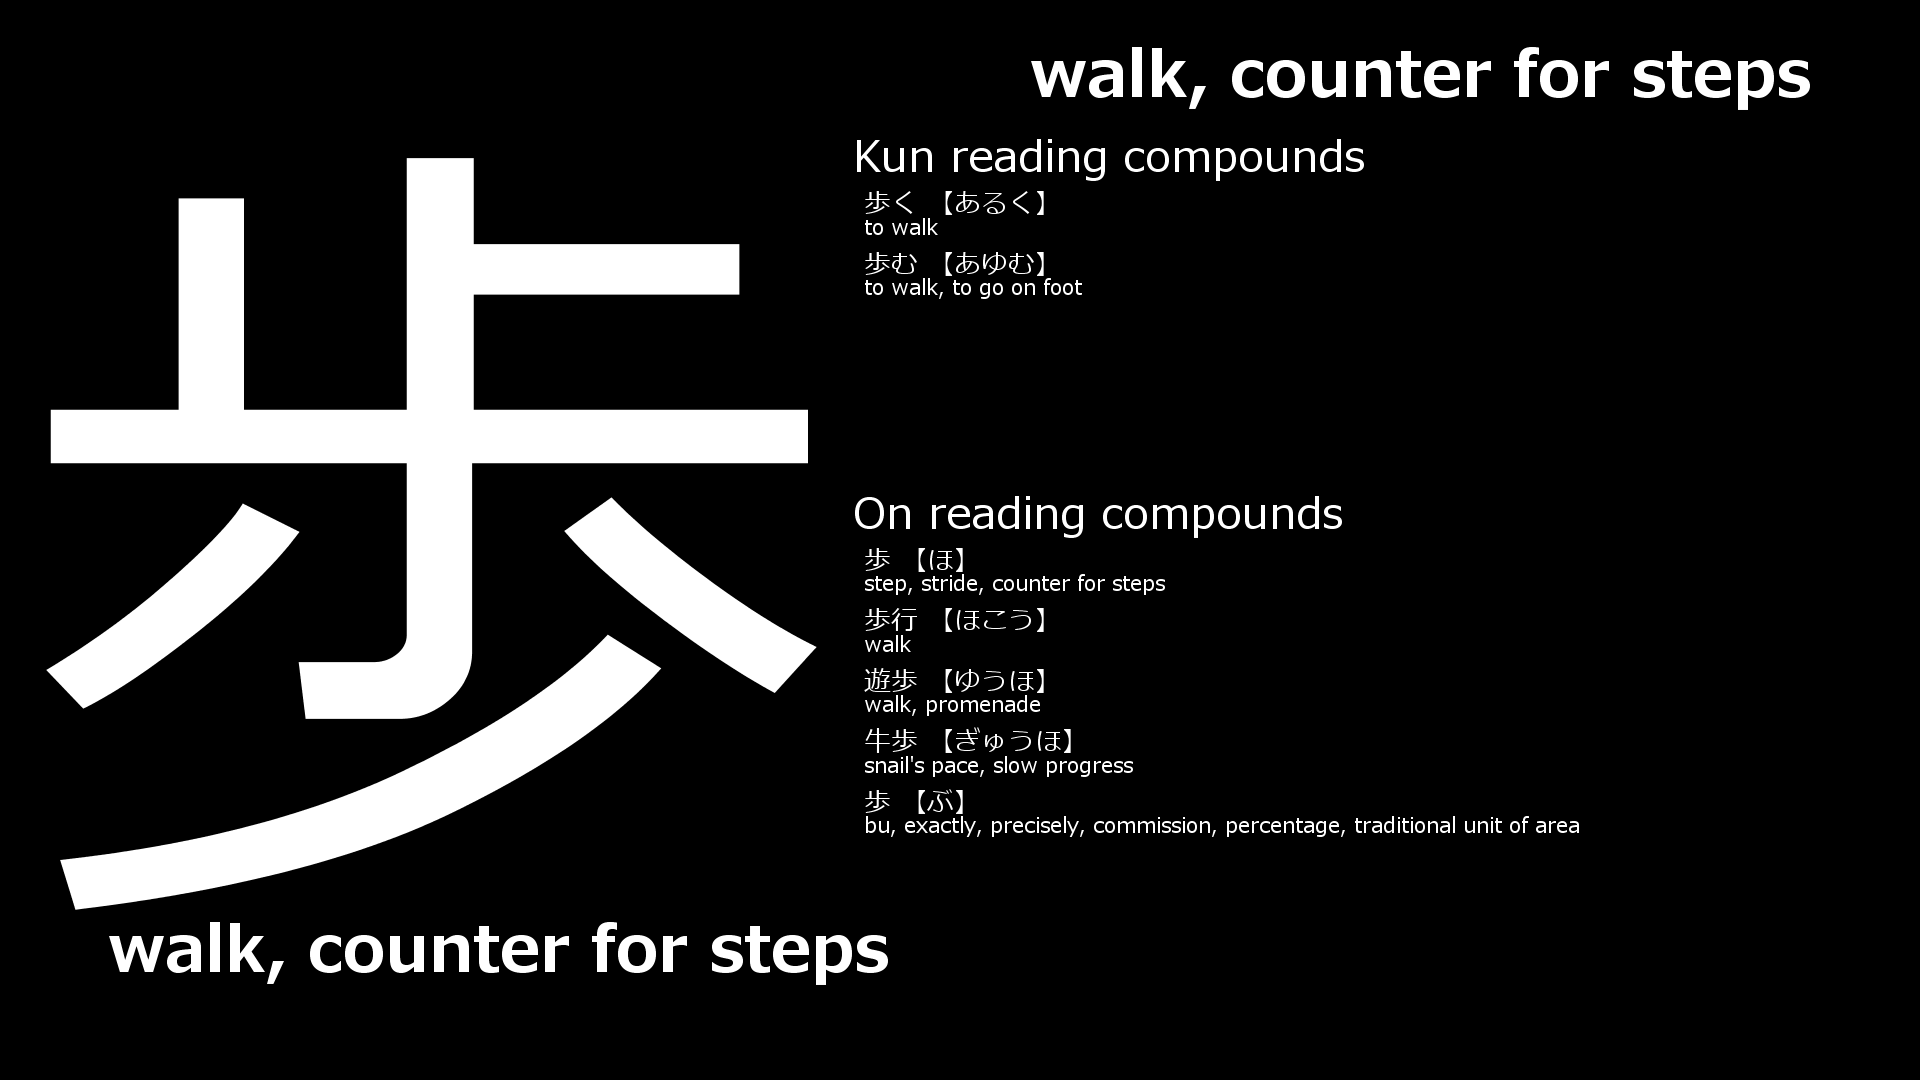 walk, counter for steps
歩
Kun reading compounds
歩く 【あるく】
to walk
歩む 【あゆむ】
to walk, to go on foot
On reading compounds
歩 【ほ】
step, stride, counter for steps
歩行 【ほこう】
walk
遊歩 【ゆうほ】
walk, promenade
牛歩 【ぎゅうほ】
snail's pace, slow progress
歩 【ぶ】
bu, exactly, precisely, commission, percentage, traditional unit of area
walk, counter for steps